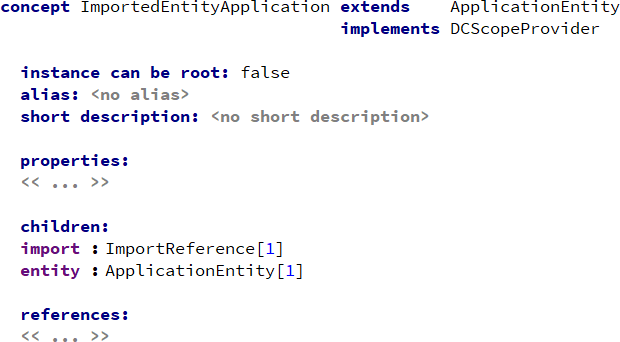 concept ImportedEntityApplication extends ApplicationEntity
implements DCScopeProvider
instance can be root: false
alias: <no alias>
short description: <no short description>
properties:
<< ... >>
children:
import : ImportReference[1]
entity : ApplicationEntity[1]
references:
<< ... >>